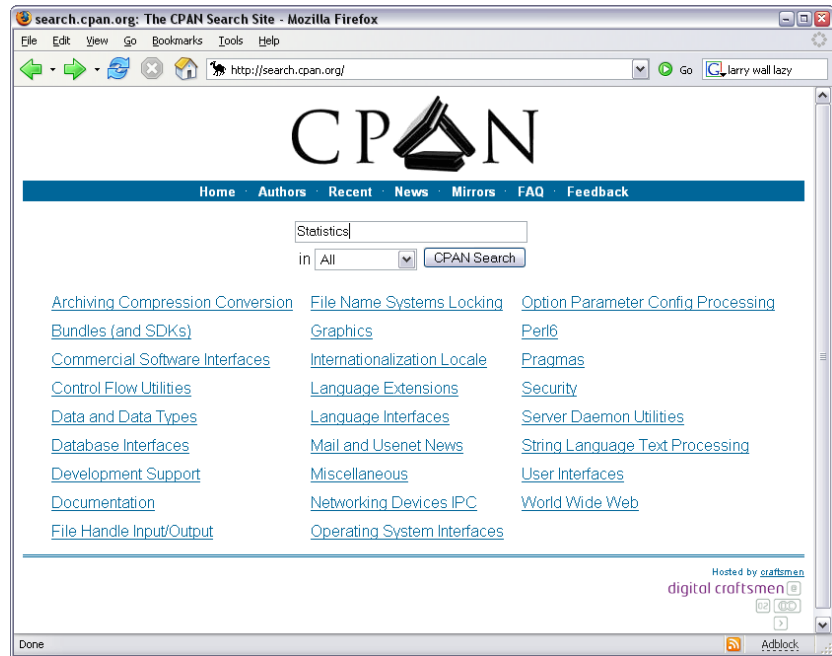 search.cpan.org: The CPAN Search Site - Mozilla Firefox
File Edit View Go Bookmarks Tools Help
http://search.cpan.org/ Go G larry wall lazy
CPAN
Home · Authors · Recent · News · Mirrors · FAQ · Feedback
Statistics
in All CPAN Search
Archiving Compression Conversion File Name Systems Locking Option Parameter Config Processing
Bundles (and SDKs) Graphics Perl6
Commercial Software Interfaces Internationalization Locale Pragmas
Control Flow Utilities Language Extensions Security
Data and Data Types Language Interfaces Server Daemon Utilities
Database Interfaces Mail and Usenet News String Language Text Processing
Development Support Miscellaneous User Interfaces
Documentation Networking Devices IPC World Wide Web
File Handle Input/Output Operating System Interfaces
Hosted by craftsmen
digital craftsmen
02
Done Adblock